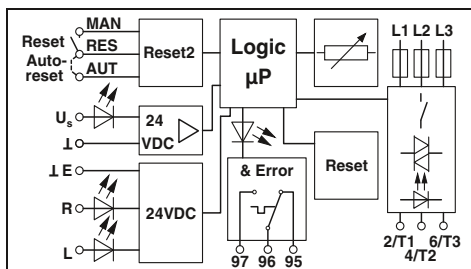 MAN
Reset
RES
Auto-
reset
AUT
Reset2
Logic
µP
L1 L2 L3
Us
⊥
24
VDC
⊥ E
R
L
24VDC
& Error
Reset
97 96 95
2/T1 6/T3
4/T2